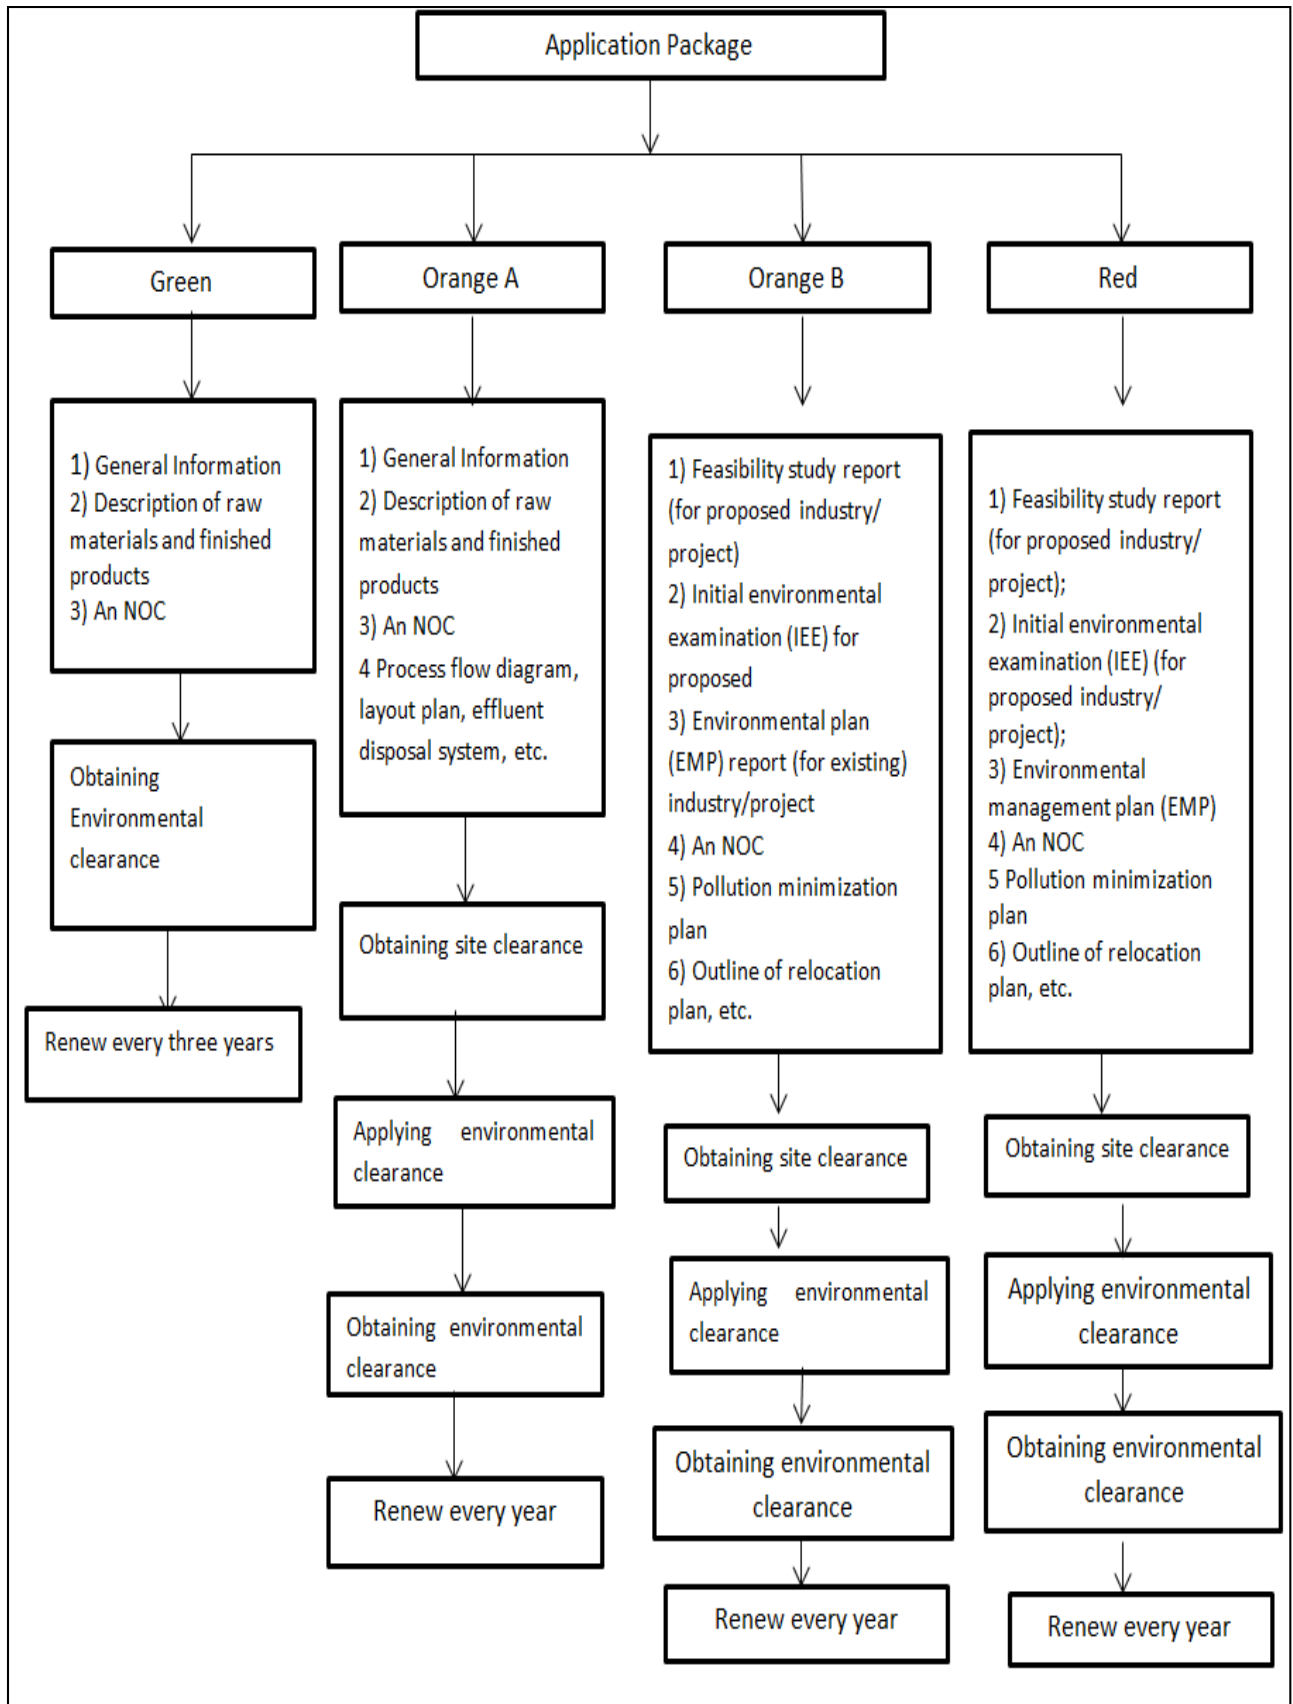 Application Package
Green
Orange A
Orange B
Red
1) General Information
2) Description of raw
materials and finished
products
3) An NOC
Obtaining
Environmental
clearance
Renew every three years
1) General Information
2) Description of raw
materials and finished
products
3) An NOC
4 Process flow diagram,
layout plan, effluent
disposal system, etc.
Obtaining site clearance
Applying environmental
clearance
Obtaining environmental
clearance
Renew every year
1) Feasibility study report
(for proposed industry/
project)
2) Initial environmental
examination (IEE) for
proposed
3) Environmental plan
(EMP) report (for existing)
industry/project
4) An NOC
5) Pollution minimization
plan
6) Outline of relocation
plan, etc.
Obtaining site clearance
Applying environmental
clearance
Obtaining environmental
clearance
Renew every year
1) Feasibility study report
(for proposed industry/
project);
2) Initial environmental
examination (IEE) (for
proposed industry/
project);
3) Environmental
management plan (EMP)
4) An NOC
5 Pollution minimization
plan
6) Outline of relocation
plan, etc.
Obtaining site clearance
Applying environmental
clearance
Obtaining environmental
clearance
Renew every year